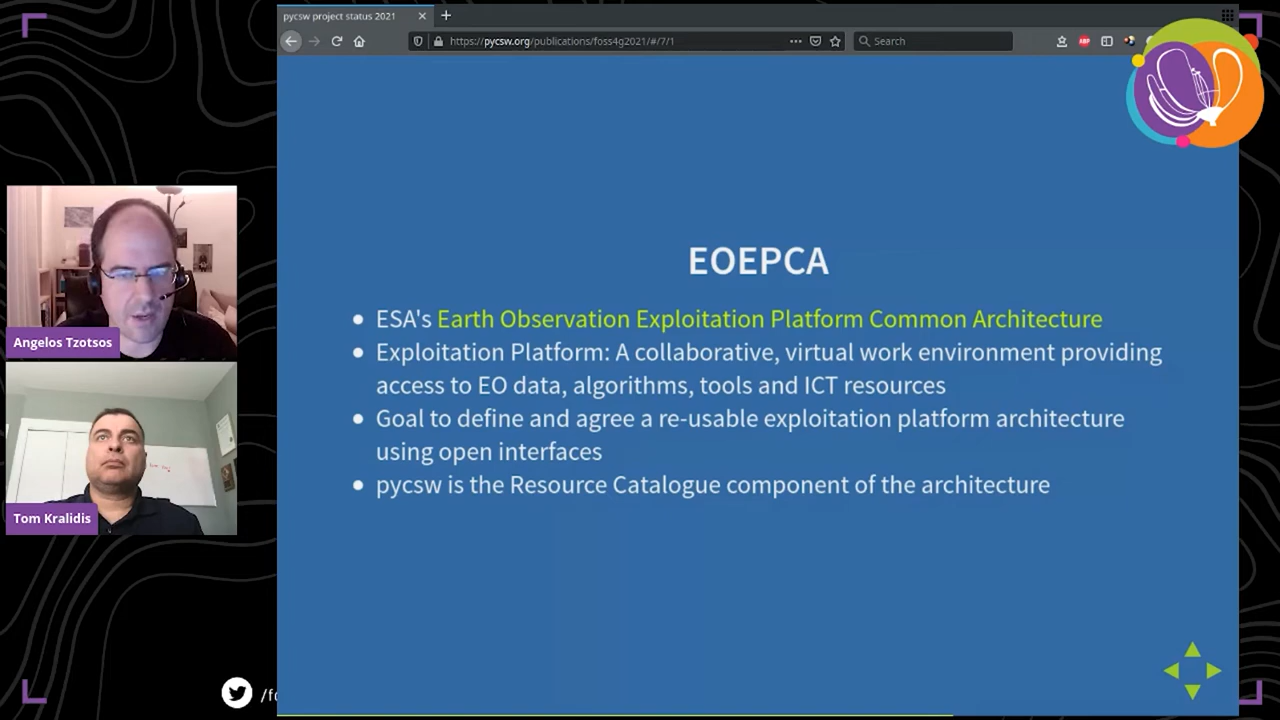 pycsw project status 2021
https://pycsw.org/publications/foss4g2021/#/7/1
Search
ABP
EOEPCA
ESA's Earth Observation Exploitation Platform Common Architecture
Exploitation Platform: A collaborative, virtual work environment providing
access to EO data, algorithms, tools and ICT resources
Goal to define and agree a re-usable exploitation platform architecture
using open interfaces
pycsw is the Resource Catalogue component of the architecture
Angelos Tzotsos
Tom Kralidis